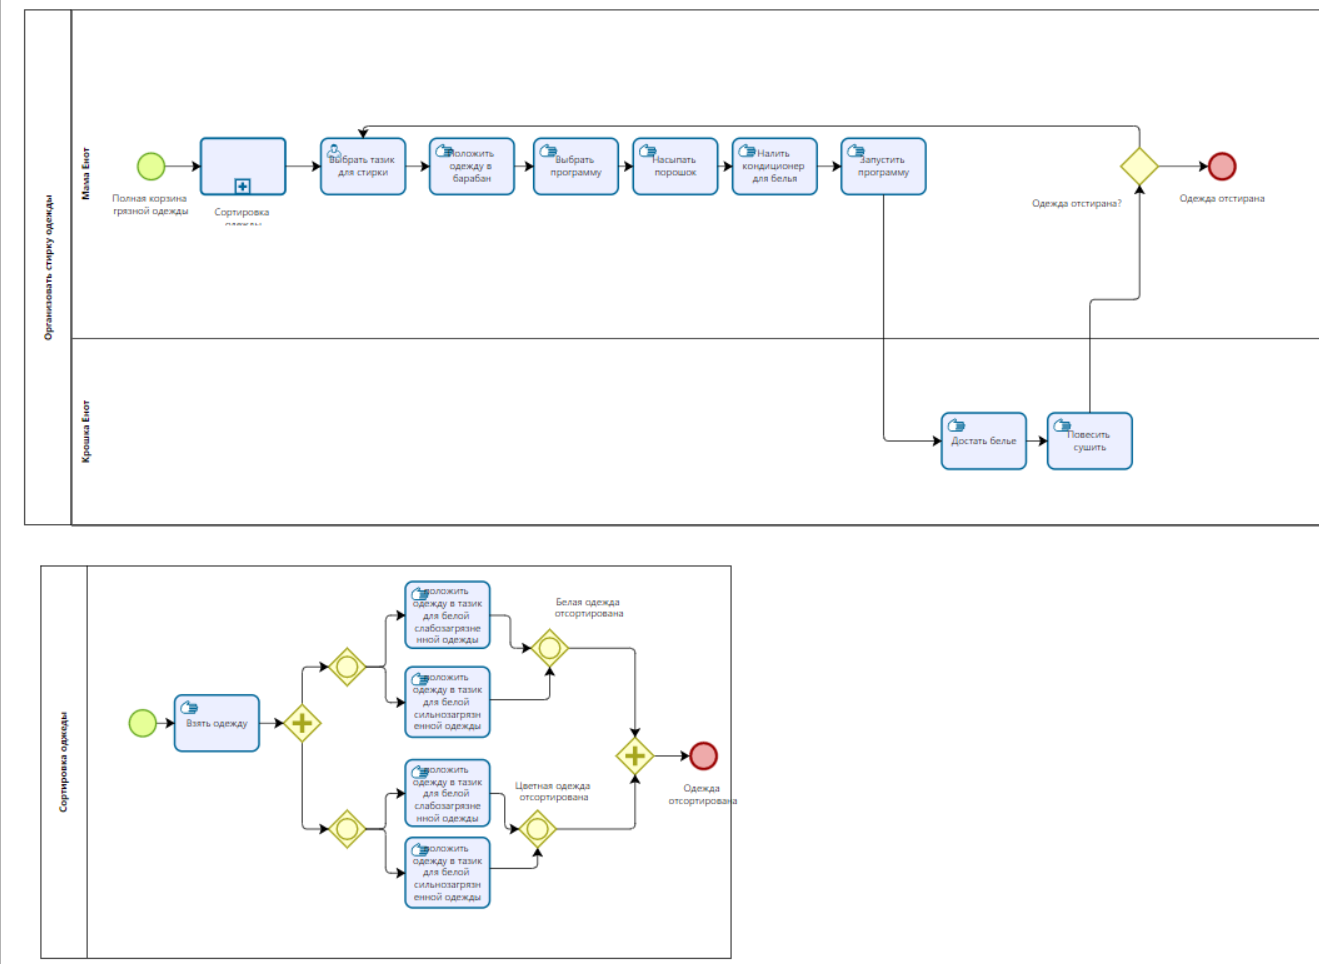 Организовать стирку одежды
Мама Енот
Полная корзина
грязной одежды
Сортировка
одежды
Выбрать тазик
для стирки
Положить
одежду в
барабан
Выбрать
программу
Насыпать
порошок
Налить
кондиционер
для белья
Запустить
программу
Одежда отстирана?
Одежда отстирана
Крошка Енот
Достать белье
Повесить
сушить
Сортировка одежды
Взять одежду
положить
одежду в тазик
для белой
слабозагрязне
нной одежды
положить
одежду в тазик
для белой
сильнозагрязн
енной одежды
Белая одежда
отсортирована
положить
одежду в тазик
для белой
слабозагрязне
нной одежды
положить
одежду в тазик
для белой
сильнозагрязн
енной одежды
Цветная одежда
отсортирована
Одежда
отсортирована